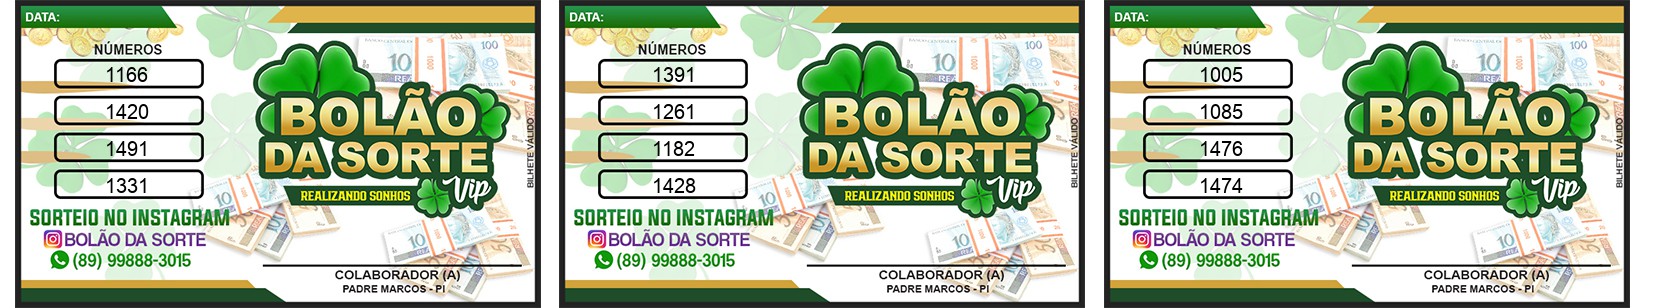 DATA:
NÚMEROS
1166
1420
1491
1331
BOLÃO
DA SORTE
Vip
REALIZANDO SONHOS
SORTEIO NO INSTAGRAM
BOLÃO DA SORTE
(89) 99888-3015
COLABORADOR (A)
PADRE MARCOS - PI
BILHETE VÁLIDO
DATA:
NÚMEROS
1391
1261
1182
1428
BOLÃO
DA SORTE
Vip
REALIZANDO SONHOS
SORTEIO NO INSTAGRAM
BOLÃO DA SORTE
(89) 99888-3015
COLABORADOR (A)
PADRE MARCOS - PI
BILHETE VÁLIDO
DATA:
NÚMEROS
1005
1085
1476
1474
BOLÃO
DA SORTE
Vip
REALIZANDO SONHOS
SORTEIO NO INSTAGRAM
BOLÃO DA SORTE
(89) 99888-3015
COLABORADOR (A)
PADRE MARCOS - PI
BILHETE VÁLIDO